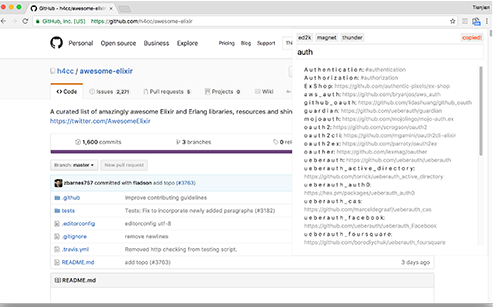 GitHub - h4cc/awesome-elixir
Tianjian
GitHub, Inc. (US) https://github.com/h4cc/awesome-elixir
ed2k magnet thunder copied!
auth
Personal Open source Business Explore
Pricing Blog Support
h4cc / awesome-elixir
Code Issues 2,271 Pull requests 5 Projects 0 Wiki
A curated list of amazingly awesome Elixir and Erlang libraries, resources and
https://twitter.com/AwesomeElixir
1,600 commits 3 branches 0
Branch: master New pull request
zbarnes757 committed with fladson add topo (#3763)
.github Improve contributing guidelines
tests Tests: Fix to incorporate newly added paragraphs (#3182)
.editorconfig editorconfig utf-8
.gitignore remove newlines
.travis.yml Removed http checking from testing script.
README.md add topo (#3763) 3 days ago
README.md
Authentication: #authentication
Authorization: #authorization
ExShop: https://github.com/authentic-pixels/ex-shop
aws_auth: https://github.com/bryanjos/aws_auth
github_oauth: https://github.com/lidashuang/github_oauth
guardian: https://github.com/ueberauth/guardian
mojoauth: https://github.com/mojolingo/mojo-auth.ex
oauth2: https://github.com/scrogson/oauth2
oauth2cli: https://github.com/mgamini/oauth2cli-elixir
oauth2ex: https://github.com/parroty/oauth2ex
oauther: https://github.com/lexmag/oauther
ueberauth: https://github.com/ueberauth/ueberauth
ueberauth_active_directory:
https://github.com/torrick/ueberauth_active_directory
ueberauth_auth0:
https://hex.pm/packages/ueberauth_auth0
ueberauth_cas:
https://github.com/marceldegraaf/ueberauth_cas
ueberauth_facebook:
https://github.com/ueberauth/ueberauth_facebook
ueberauth_foursquare:
https://github.com/borodiychuk/ueberauth_foursquare